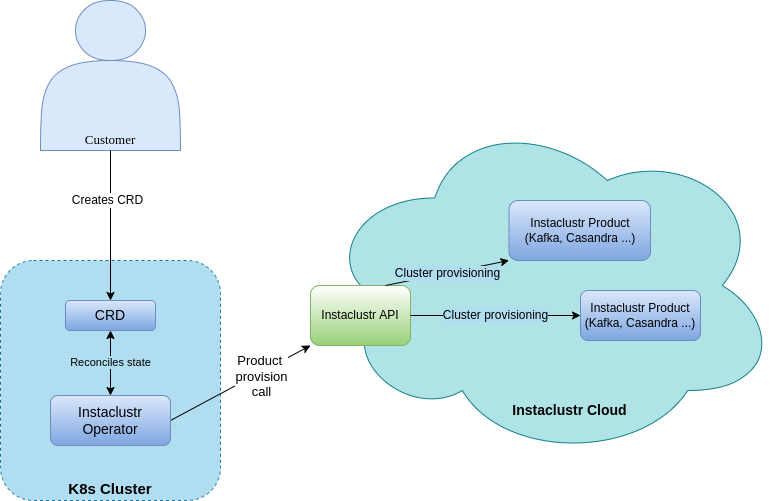 Customer
Creates CRD
CRD
Reconciles state
Instaclustr
Operator
K8s Cluster
Product
provision
call
Instaclustr API
Cluster provisioning
Instaclustr Product
(Kafka, Casandra ...)
Cluster provisioning
Instaclustr Product
(Kafka, Casandra ...)
Instaclustr Cloud